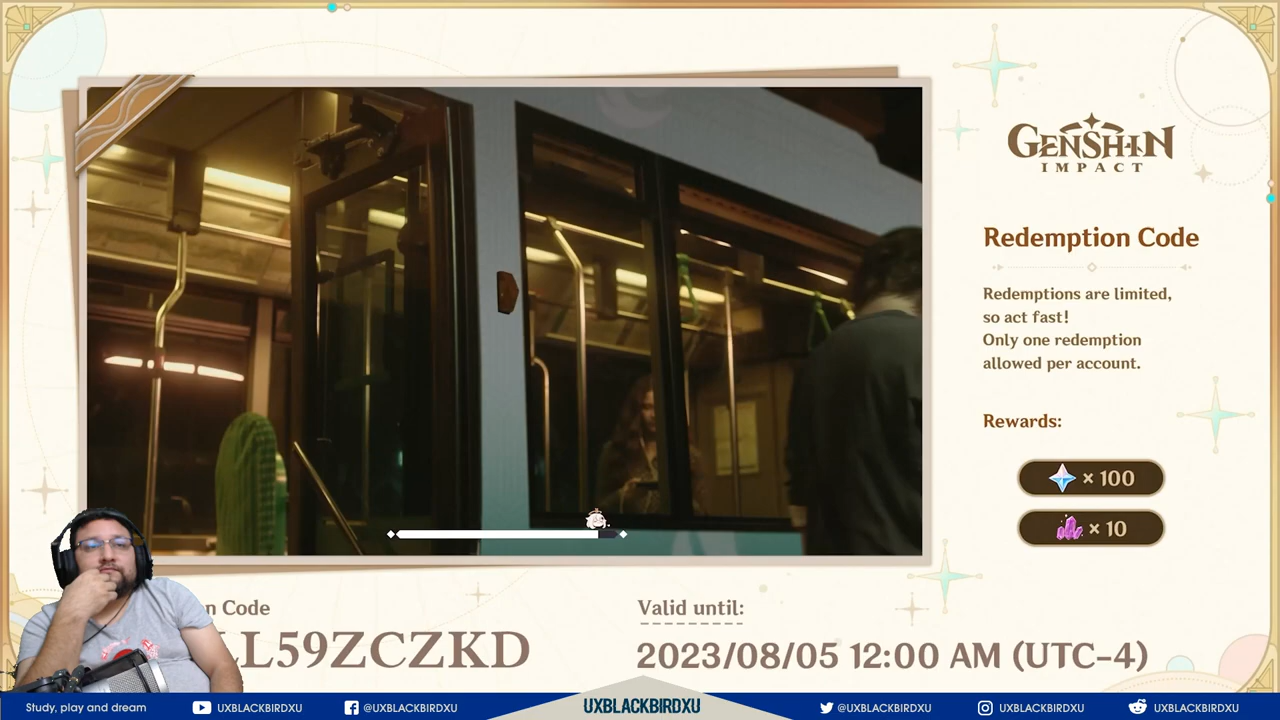 GENSHIN
IMPACT
Redemption Code
Redemptions are limited,
so act fast!
Only one redemption
allowed per account.
Rewards:
× 100
× 10
n Code
L59ZCZKD
Valid until:
2023/08/05 12:00 AM (UTC-4)
Study, play and dream
UXBLACKBIRDXU
@UXBLACKBIRDXU
UXBLACKBIRDXU
@UXBLACKBIRDXU
UXBLACKBIRDXU
UXBLACKBIRDXU